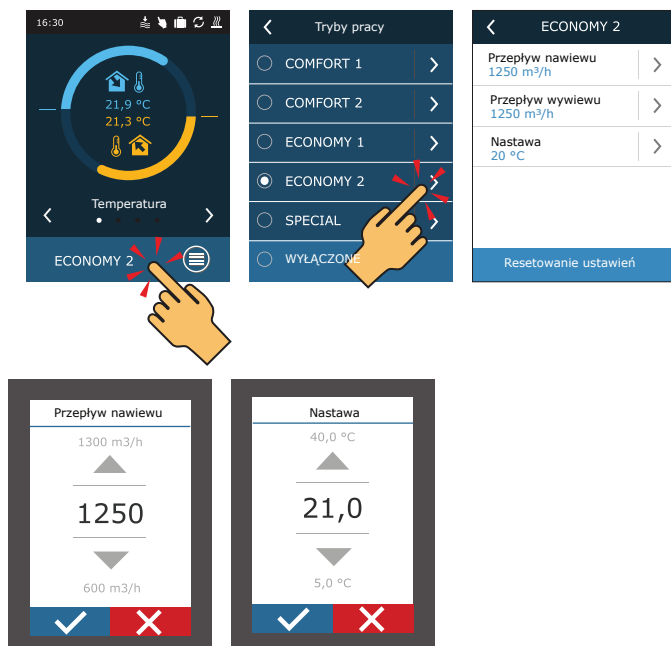 16:30
21,9 °C
21,3 °C
Temperatura
ECONOMY 2
Tryby pracy
COMFORT 1
COMFORT 2
ECONOMY 1
ECONOMY 2
SPECIAL
WYŁĄCZONE
ECONOMY 2
Przepływ nawiewu
1250 m³/h
Przepływ wywiewu
1250 m³/h
Nastawa
20 °C
Resetowanie ustawień
Przepływ nawiewu
1300 m3/h
1250
600 m3/h
Nastawa
40,0 °C
21,0
5,0 °C